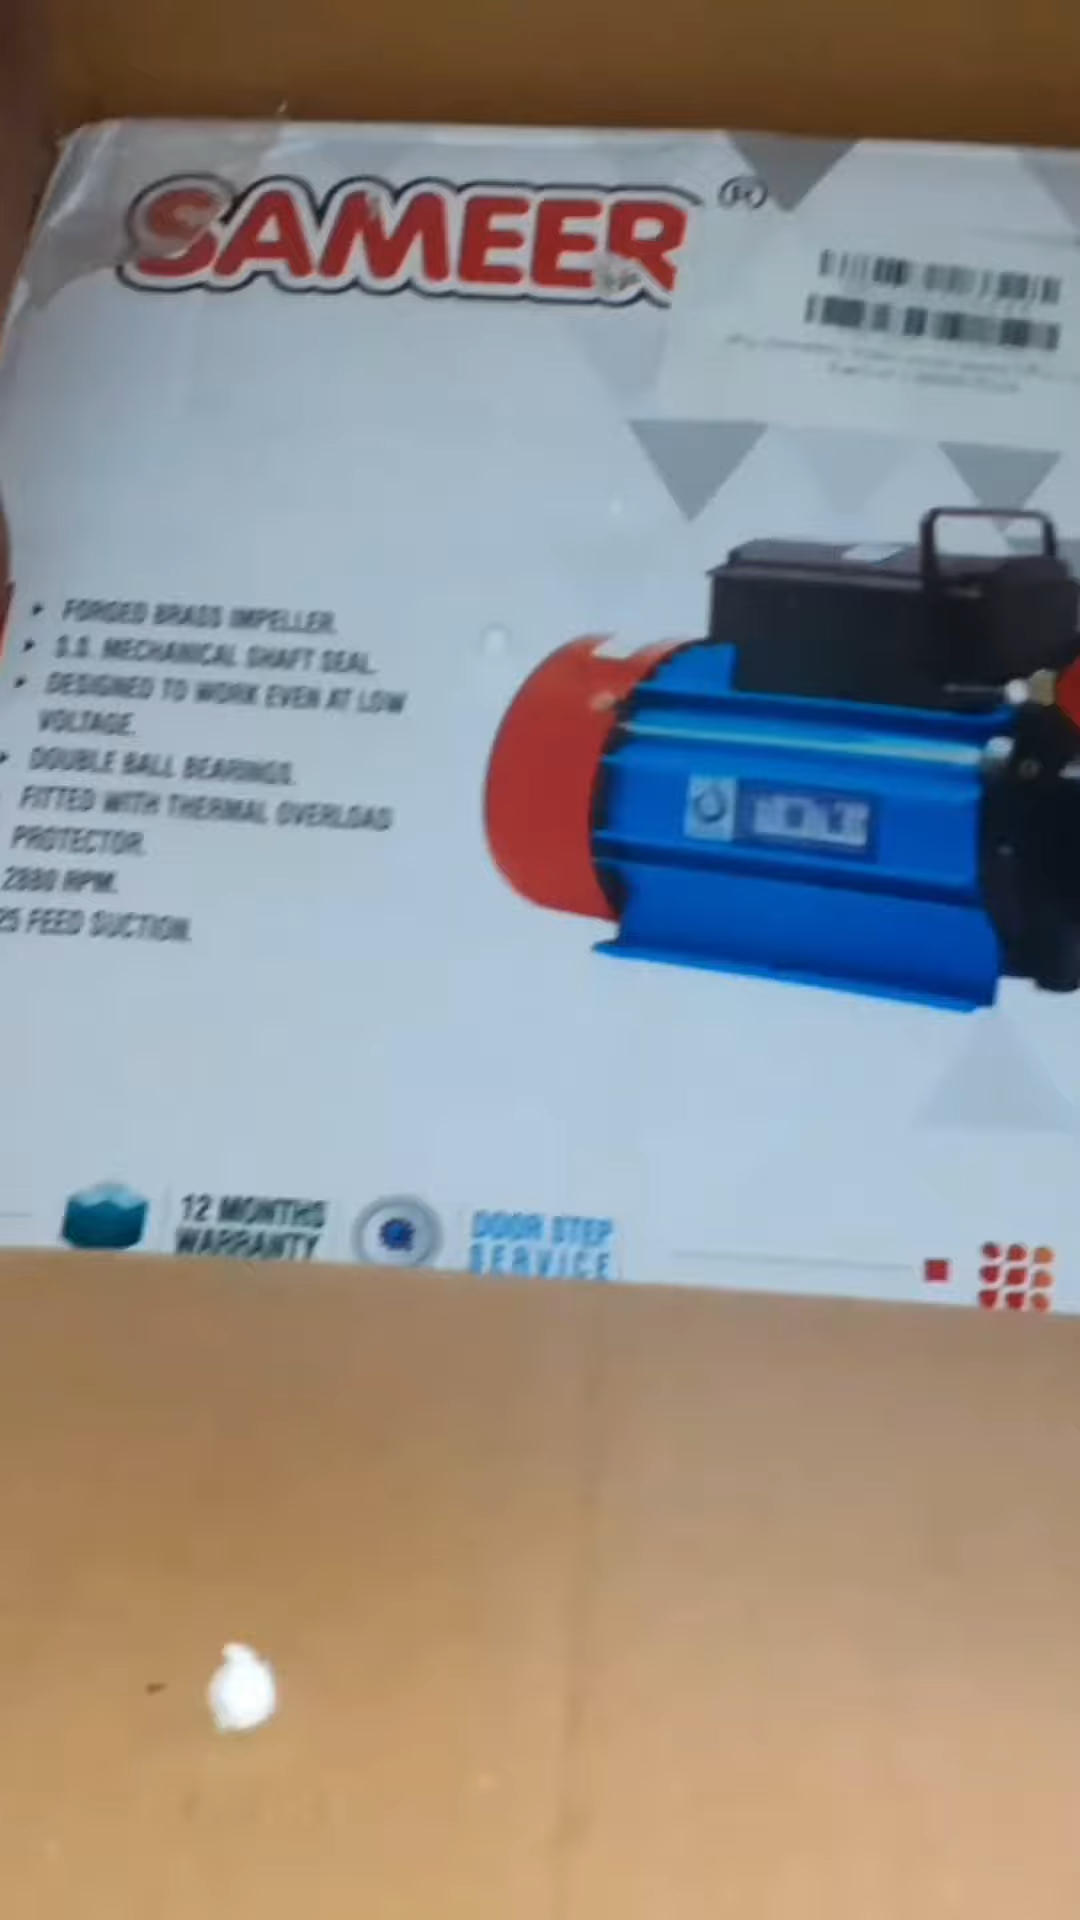 SAMEER ®
FORGED BRASS IMPELLER.
S.S. MECHANICAL SHAFT SEAL.
DESIGNED TO WORK EVEN AT LOW
VOLTAGE.
DOUBLE BALL BEARINGS.
FITTED WITH THERMAL OVERLOAD
PROTECTOR.
2880 RPM.
25 FEED SUCTION.
12 MONTHS
WARRANTY
DOOR STEP
SERVICE